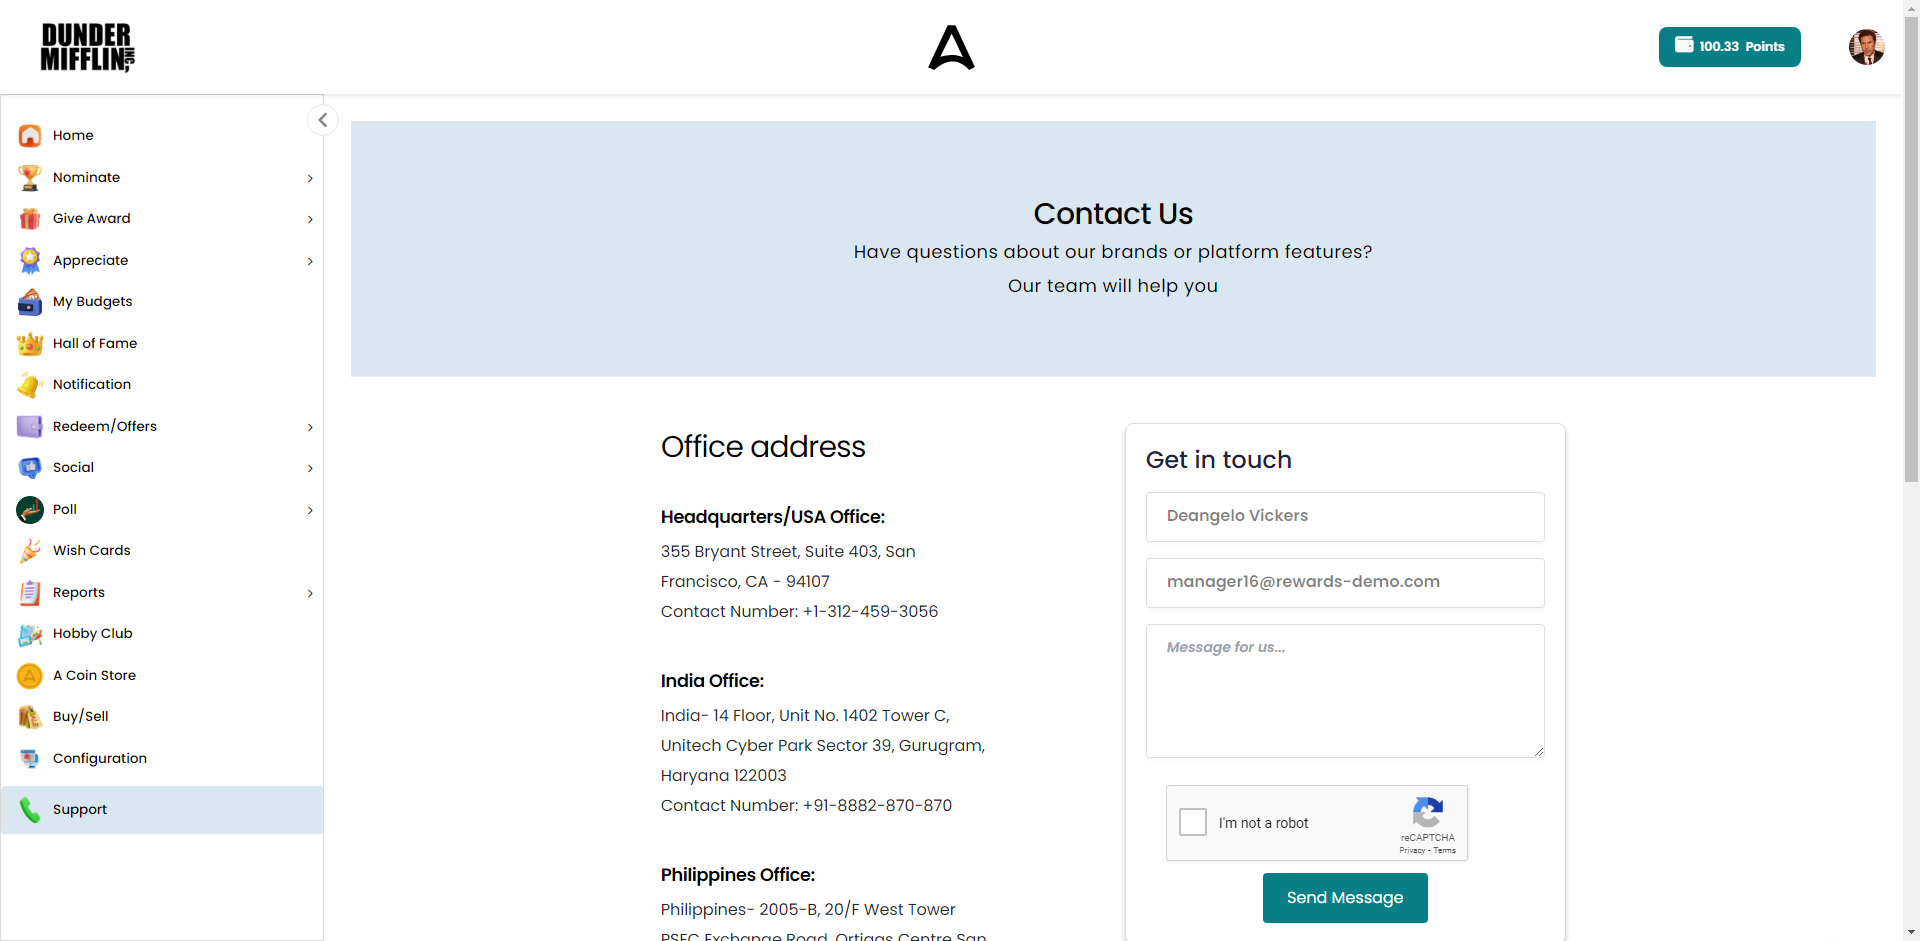 DUNDER
MIFFLIN, INC
100.33 Points
Home
Nominate
Give Award
Appreciate
My Budgets
Hall of Fame
Notification
Redeem/Offers
Social
Poll
Wish Cards
Reports
Hobby Club
A Coin Store
Buy/Sell
Configuration
Support
Contact Us
Have questions about our brands or platform features?
Our team will help you
Office address
Headquarters/USA Office:
355 Bryant Street, Suite 403, San
Francisco, CA - 94107
Contact Number: +1-312-459-3056
India Office:
India- 14 Floor, Unit No. 1402 Tower C,
Unitech Cyber Park Sector 39, Gurugram,
Haryana 122003
Contact Number: +91-8882-870-870
Philippines Office:
Philippines- 2005-B, 20/F West Tower
PSEC Exchange Road, Ortigas Centre San
Get in touch
Deangelo Vickers
manager16@rewards-demo.com
Message for us...
I'm not a robot
reCAPTCHA
Privacy - Terms
Send Message